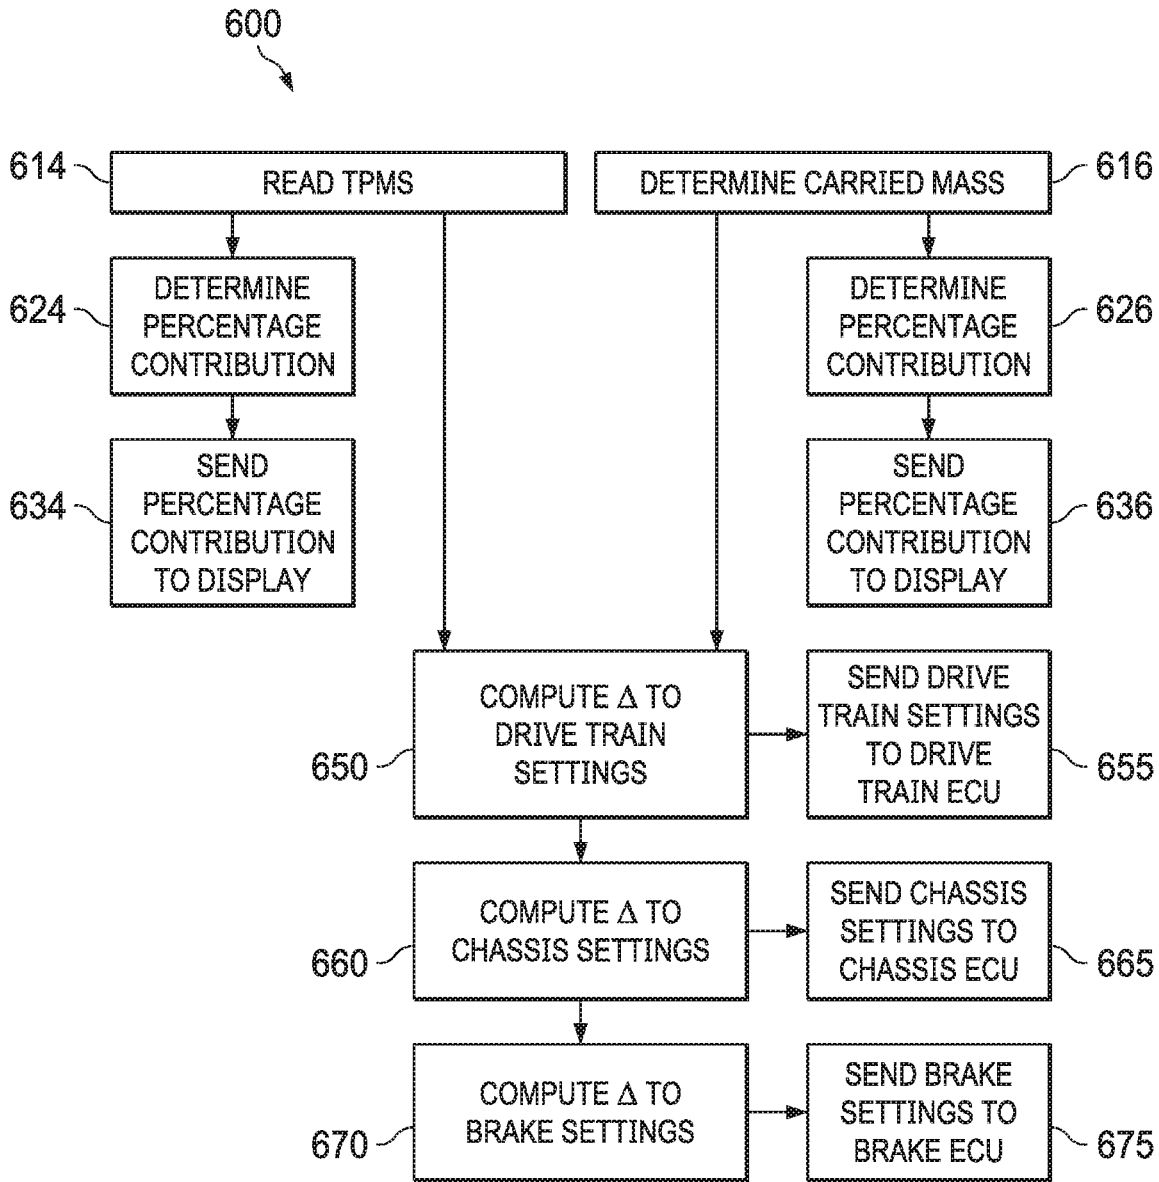 600
614
READ TPMS
DETERMINE CARRIED MASS
616
624
DETERMINE
PERCENTAGE
CONTRIBUTION
DETERMINE
PERCENTAGE
CONTRIBUTION
626
634
SEND
PERCENTAGE
CONTRIBUTION
TO DISPLAY
SEND
PERCENTAGE
CONTRIBUTION
TO DISPLAY
636
650
COMPUTE Δ TO
DRIVE TRAIN
SETTINGS
SEND DRIVE
TRAIN SETTINGS
TO DRIVE
TRAIN ECU
655
660
COMPUTE Δ TO
CHASSIS SETTINGS
SEND CHASSIS
SETTINGS TO
CHASSIS ECU
665
670
COMPUTE Δ TO
BRAKE SETTINGS
SEND BRAKE
SETTINGS TO
BRAKE ECU
675